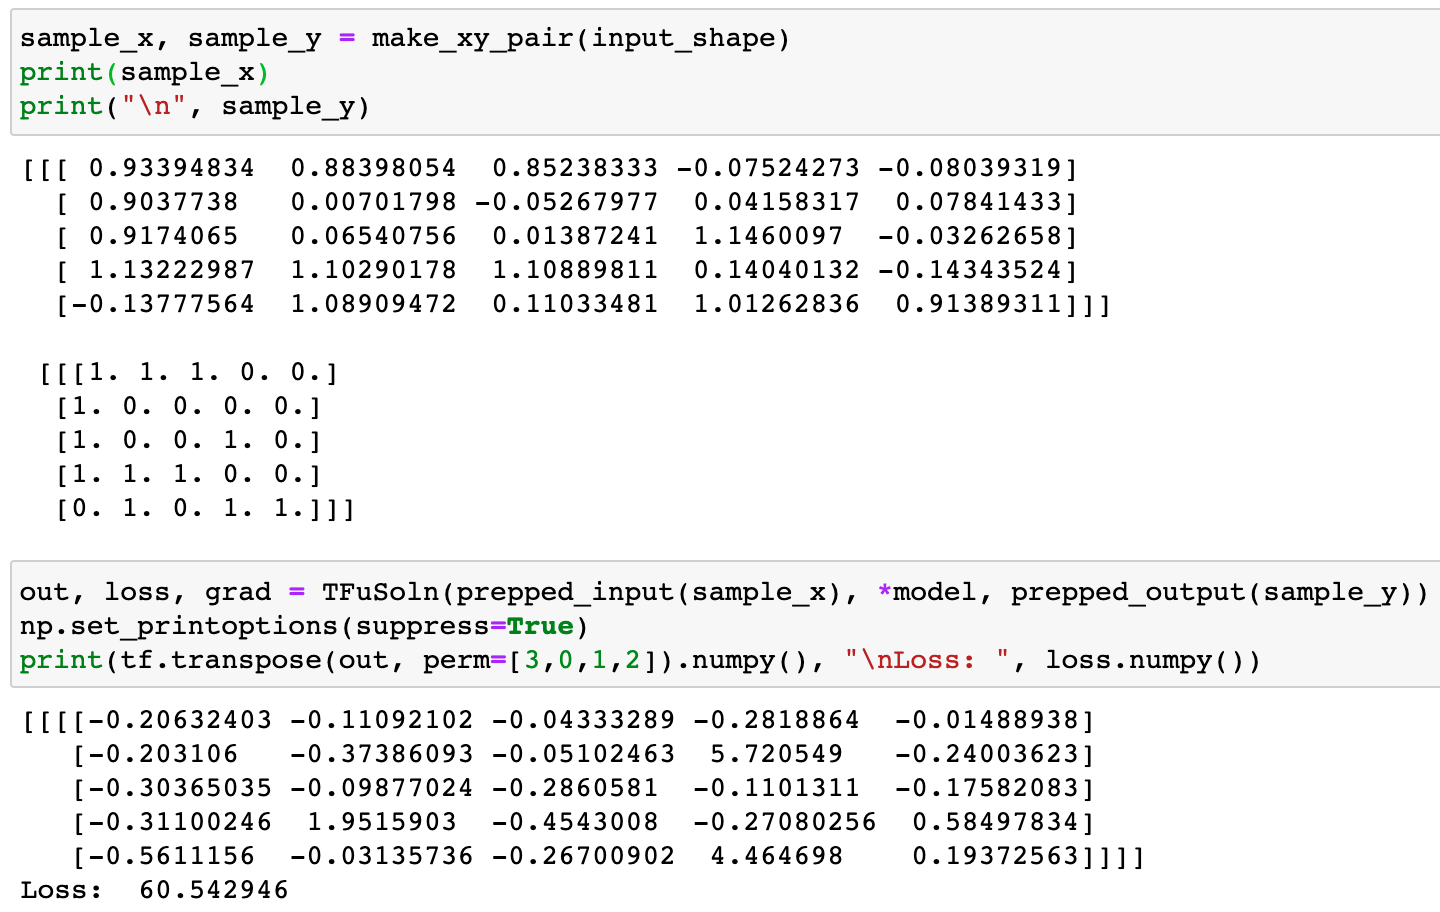 sample_x, sample_y = make_xy_pair(input_shape)
print(sample_x)
print("\n", sample_y)
[[[ 0.93394834  0.88398054  0.85238333 -0.07524273 -0.08039319]
  [ 0.9037738   0.00701798 -0.05267977  0.04158317  0.07841433]
  [ 0.9174065   0.06540756  0.01387241  1.1460097  -0.03262658]
  [ 1.13222987  1.10290178  1.10889811  0.14040132 -0.14343524]
  [-0.13777564  1.08909472  0.11033481  1.01262836  0.91389311]]]
 [[[1. 1. 1. 0. 0.]
  [1. 0. 0. 0. 0.]
  [1. 0. 0. 1. 0.]
  [1. 1. 1. 0. 0.]
  [0. 1. 0. 1. 1.]]]
out, loss, grad = TFuSoln(prepped_input(sample_x), *model, prepped_output(sample_y))
np.set_printoptions(suppress=True)
print(tf.transpose(out, perm=[3,0,1,2]).numpy(), "\nLoss: ", loss.numpy())
[[[[-0.20632403 -0.11092102 -0.04333289 -0.2818864  -0.01488938]
   [-0.203106   -0.37386093 -0.05102463  5.720549   -0.24003623]
   [-0.30365035 -0.09877024 -0.2860581  -0.1101311  -0.17582083]
   [-0.31100246  1.9515903  -0.4543008  -0.27080256  0.58497834]
   [-0.5611156  -0.03135736 -0.26700902  4.464698    0.19372563]]]]
Loss:  60.542946